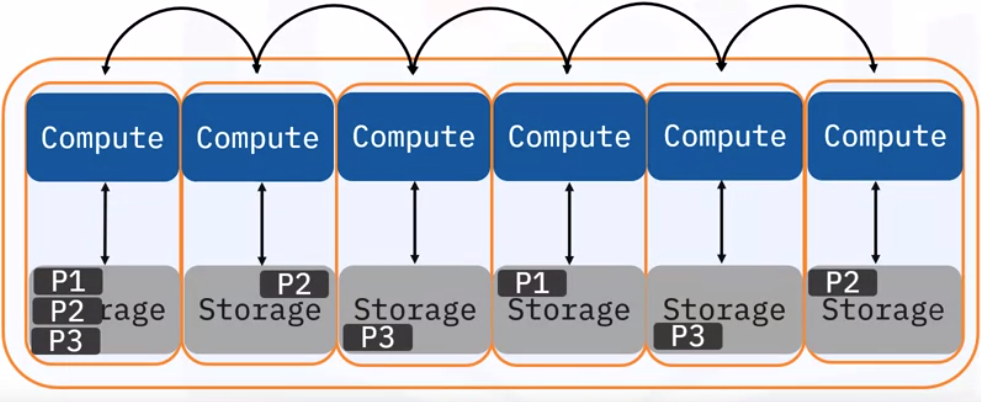 Compute Compute Compute Compute Compute Compute
P1 P1 P2
P2
P2 rage Storage Storage Storage Storage Storage
P3 P3 P3